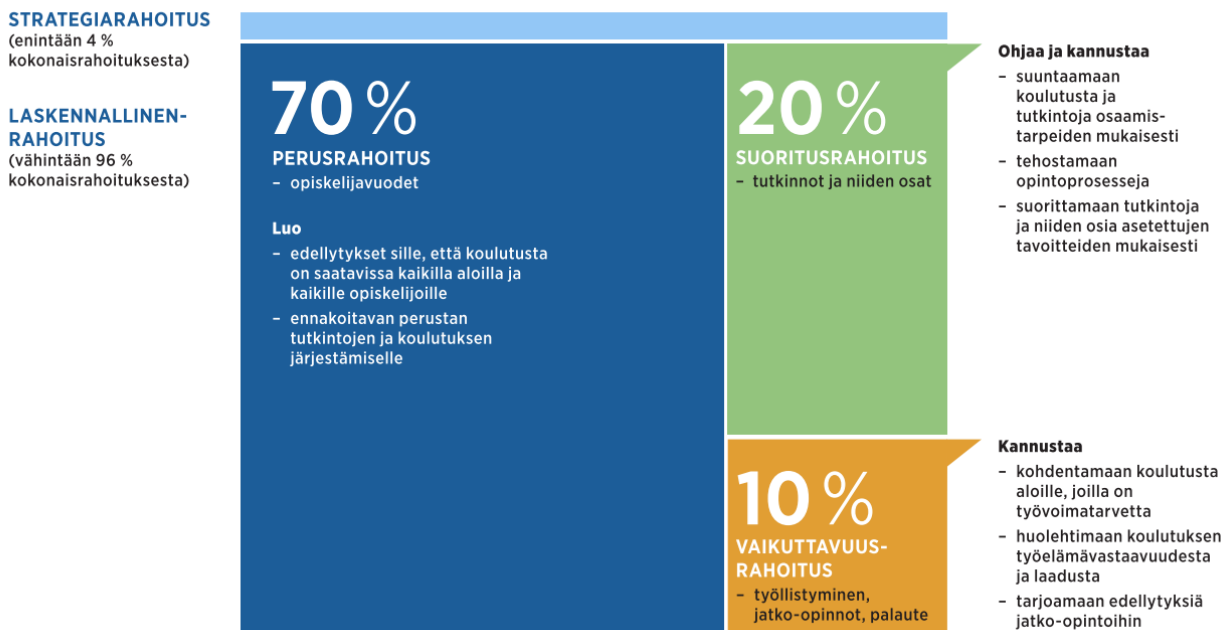 STRATEGIARAHOITUS
(enintään 4 %
kokonaisrahoituksesta)
LASKENNALLINEN-
RAHOITUS
(vähintään 96 %
kokonaisrahoituksesta)
70 %
PERUSRAHOITUS
– opiskelijavuodet
Luo
– edellytykset sille, että koulutusta
on saatavissa kaikilla aloilla ja
kaikille opiskelijoille
– ennakoitavan perustan
tutkintojen ja koulutuksen
järjestämiselle
20 %
SUORITUSRAHOITUS
– tutkinnot ja niiden osat
Ohjaa ja kannustaa
– suuntaamaan
koulutusta ja
tutkintoja osaamis-
tarpeiden mukaisesti
– tehostamaan
opintoprosesseja
– suorittamaan tutkintoja
ja niiden osia asetettujen
tavoitteiden mukaisesti
10 %
VAIKUTTAVUUS-
RAHOITUS
– työllistyminen,
jatko-opinnot, palaute
Kannustaa
– kohdentamaan koulutusta
aloille, joilla on
työvoimatarvetta
– huolehtimaan koulutuksen
työelämävastaavuudesta
ja laadusta
– tarjoamaan edellytyksiä
jatko-opintoihin